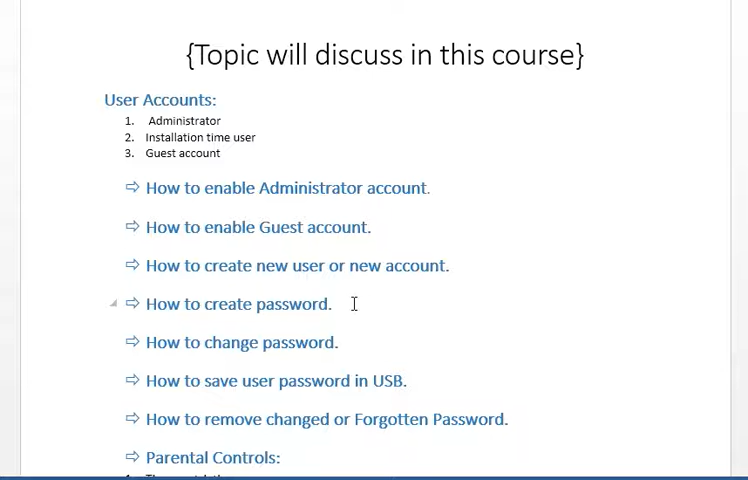 {Topic will discuss in this course}
User Accounts:
1. Administrator
2. Installation time user
3. Guest account
⇨ How to enable Administrator account.
⇨ How to enable Guest account.
⇨ How to create new user or new account.
⇨ How to create password.
⇨ How to change password.
⇨ How to save user password in USB.
⇨ How to remove changed or Forgotten Password.
⇨ Parental Controls: